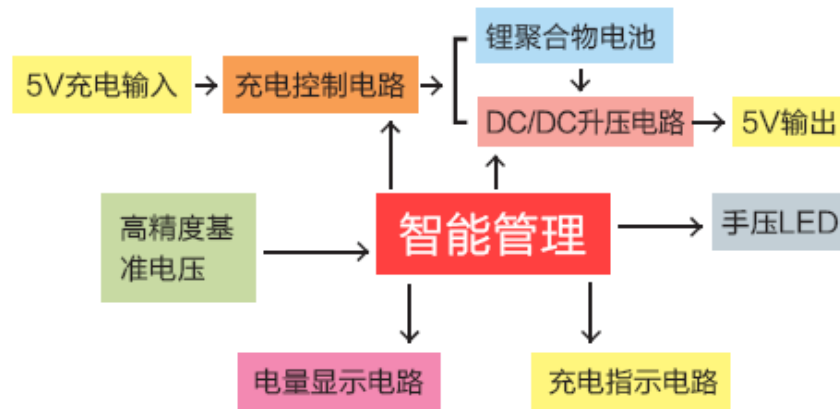 锂聚合物电池
5V充电输入
充电控制电路
DC/DC升压电路
5V输出
高精度基
准电压
智能管理
手压LED
电量显示电路
充电指示电路